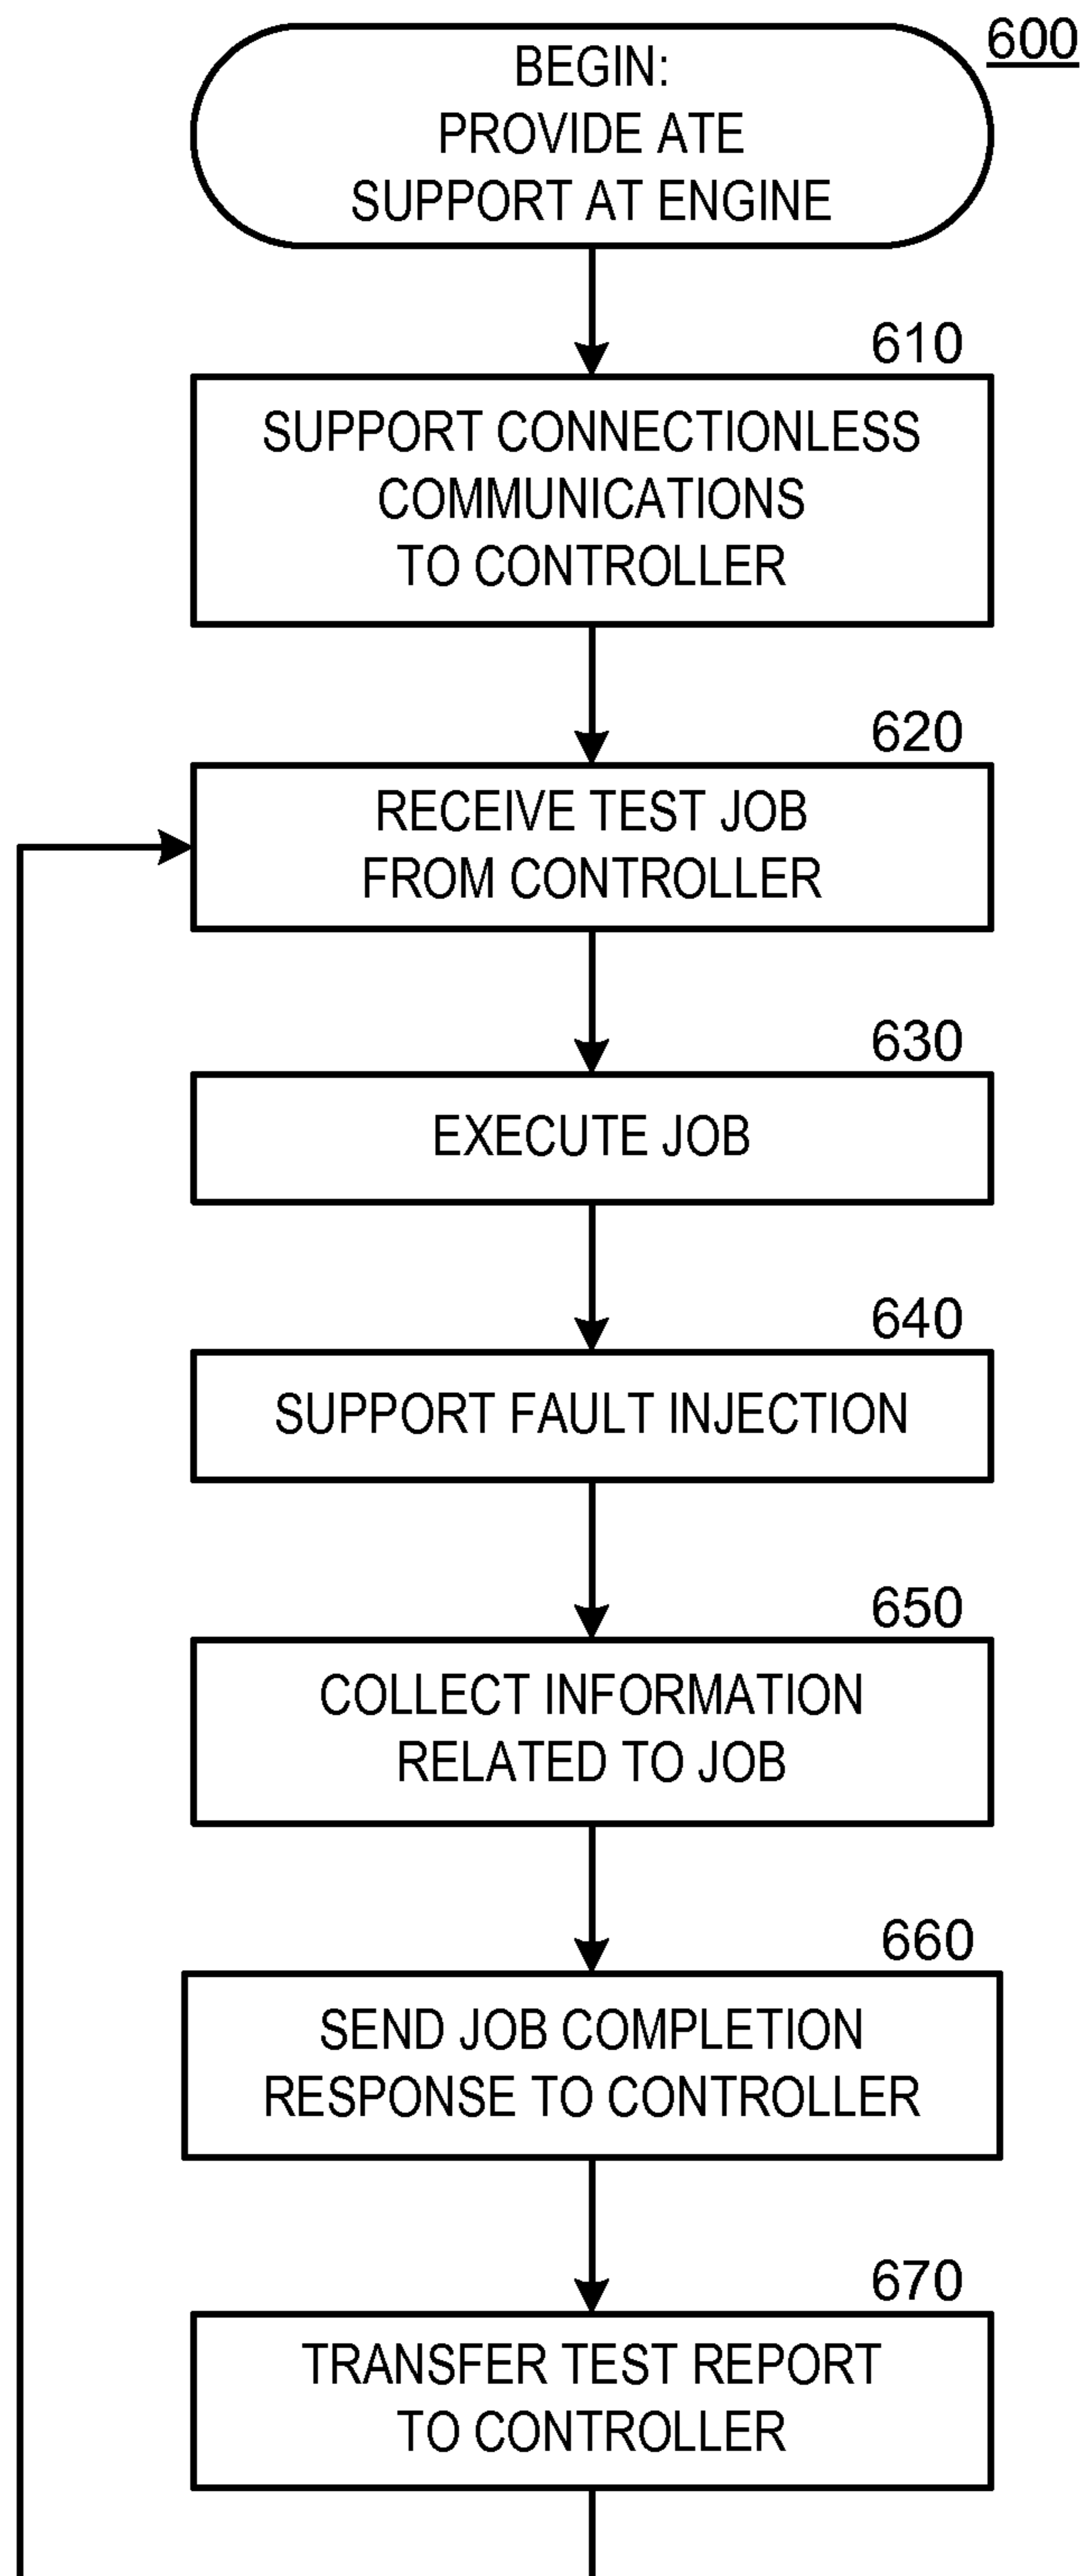 600
BEGIN:
PROVIDE ATE
SUPPORT AT ENGINE
610
SUPPORT CONNECTIONLESS
COMMUNICATIONS
TO CONTROLLER
620
RECEIVE TEST JOB
FROM CONTROLLER
630
EXECUTE JOB
640
SUPPORT FAULT INJECTION
650
COLLECT INFORMATION
RELATED TO JOB
660
SEND JOB COMPLETION
RESPONSE TO CONTROLLER
670
TRANSFER TEST REPORT
TO CONTROLLER